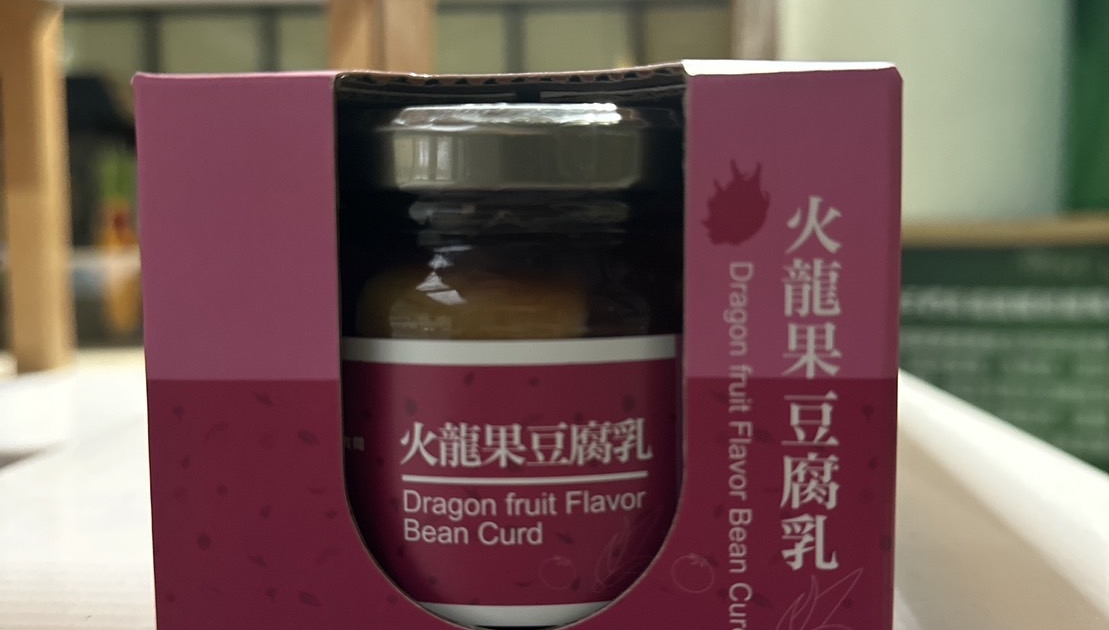 火龍果豆腐乳
Dragon fruit Flavor
Bean Curd
火龍果豆腐乳
Dragon fruit Flavor Bean Curd